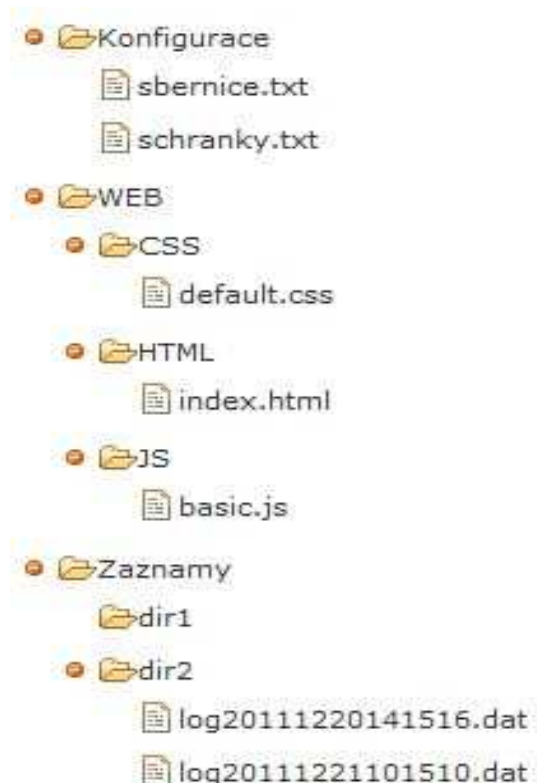 Konfigurace
sbernice.txt
schranky.txt
WEB
CSS
default.css
HTML
index.html
JS
basic.js
Zaznamy
dir1
dir2
log20111220141516.dat
log20111221101510.dat